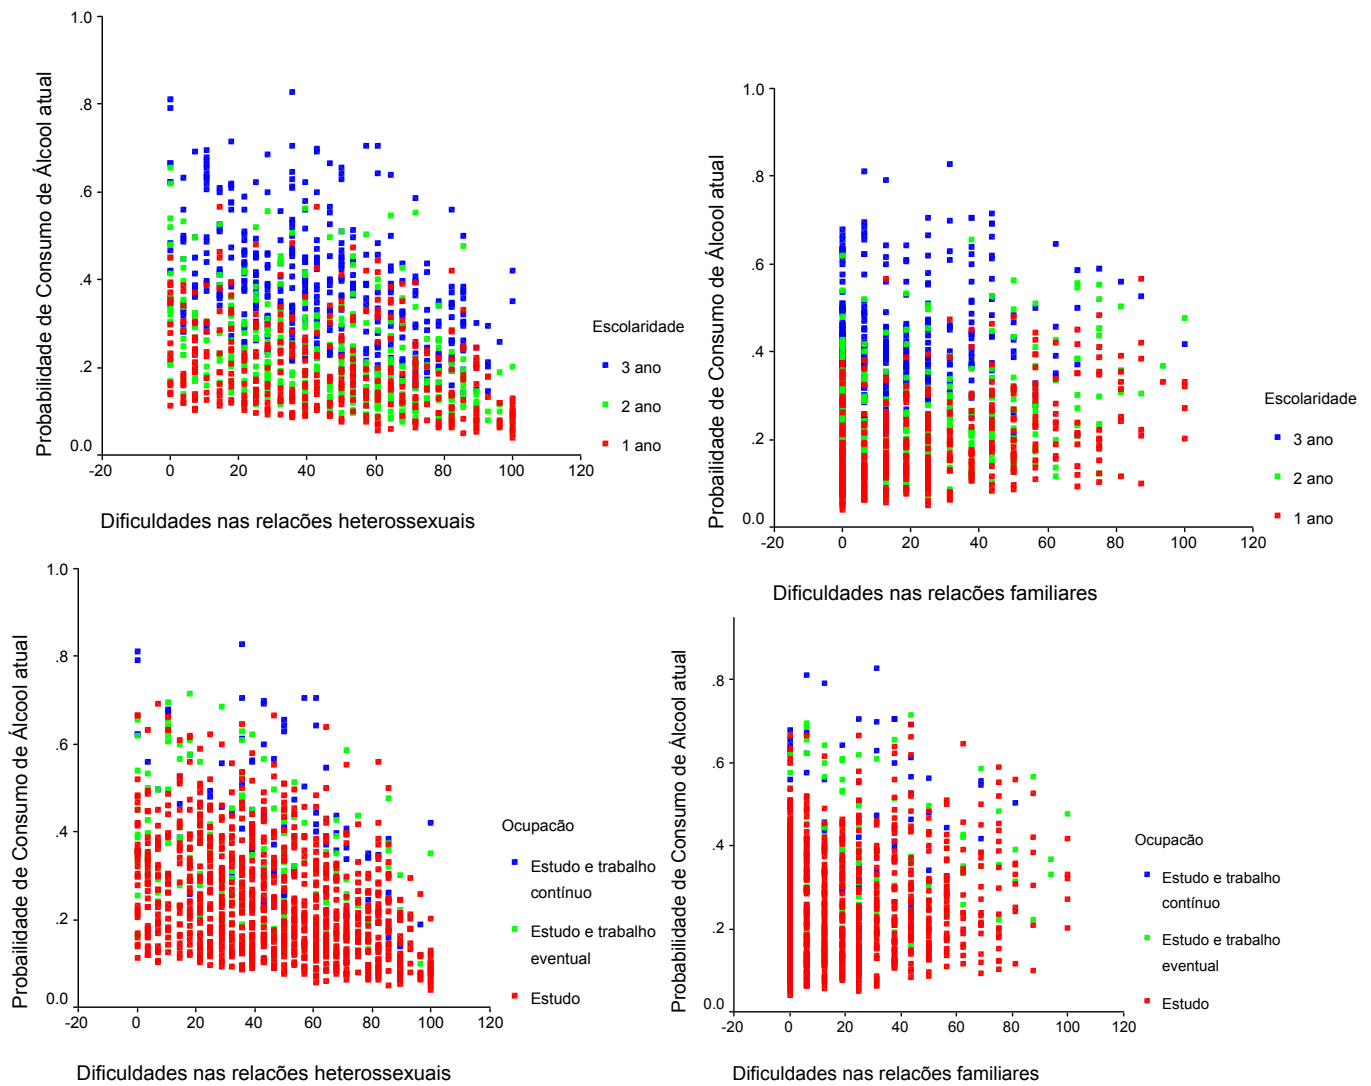 Probabilidade de Consumo de Álcool atual
1.0
.8
.6
.4
.2
0.0
-20
0
20
40
60
80
100
120
Dificuldades nas relacões heterossexuais
Escolaridade
3 ano
2 ano
1 ano
Probailidade de Consumo de Álcool atual
1.0
.8
.6
.4
.2
0.0
-20
0
20
40
60
80
100
120
Dificuldades nas relacões familiares
Escolaridade
3 ano
2 ano
1 ano
Probailidade de Consumo de Álcool atual
1.0
.8
.6
.4
.2
0.0
-20
0
20
40
60
80
100
120
Dificuldades nas relacões heterossexuais
Ocupacão
Estudo e trabalho
contínuo
Estudo e trabalho
eventual
Estudo
Probailidade de Consumo de Álcool atual
.8
.6
.4
.2
0.0
-20
0
20
40
60
80
100
120
Dificuldades nas relacões familiares
Ocupacão
Estudo e trabalho
contínuo
Estudo e trabalho
eventual
Estudo